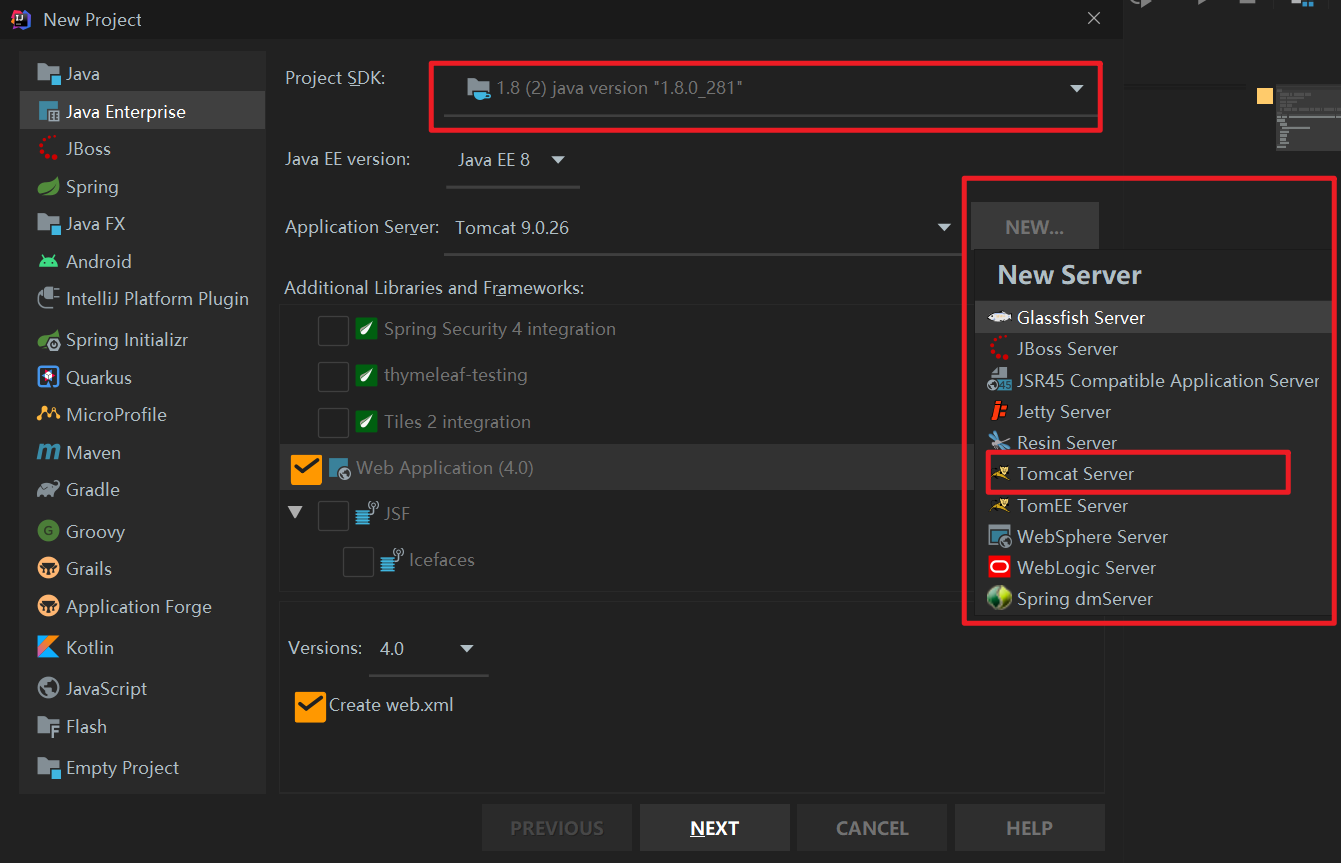 New Project
Java
Java Enterprise
JBoss
Spring
Java FX
Android
IntelliJ Platform Plugin
Spring Initializr
Quarkus
MicroProfile
Maven
Gradle
Groovy
Grails
Application Forge
Kotlin
JavaScript
Flash
Empty Project
Project SDK:
1.8 (2) java version "1.8.0_281"
Java EE version:
Java EE 8
Application Server:
Tomcat 9.0.26
NEW...
Additional Libraries and Frameworks:
Spring Security 4 integration
thymeleaf-testing
Tiles 2 integration
Web Application (4.0)
JSF
Icefaces
Versions:
4.0
Create web.xml
New Server
Glassfish Server
JBoss Server
JSR45 Compatible Application Server
Jetty Server
Resin Server
Tomcat Server
TomEE Server
WebSphere Server
WebLogic Server
Spring dmServer
PREVIOUS
NEXT
CANCEL
HELP